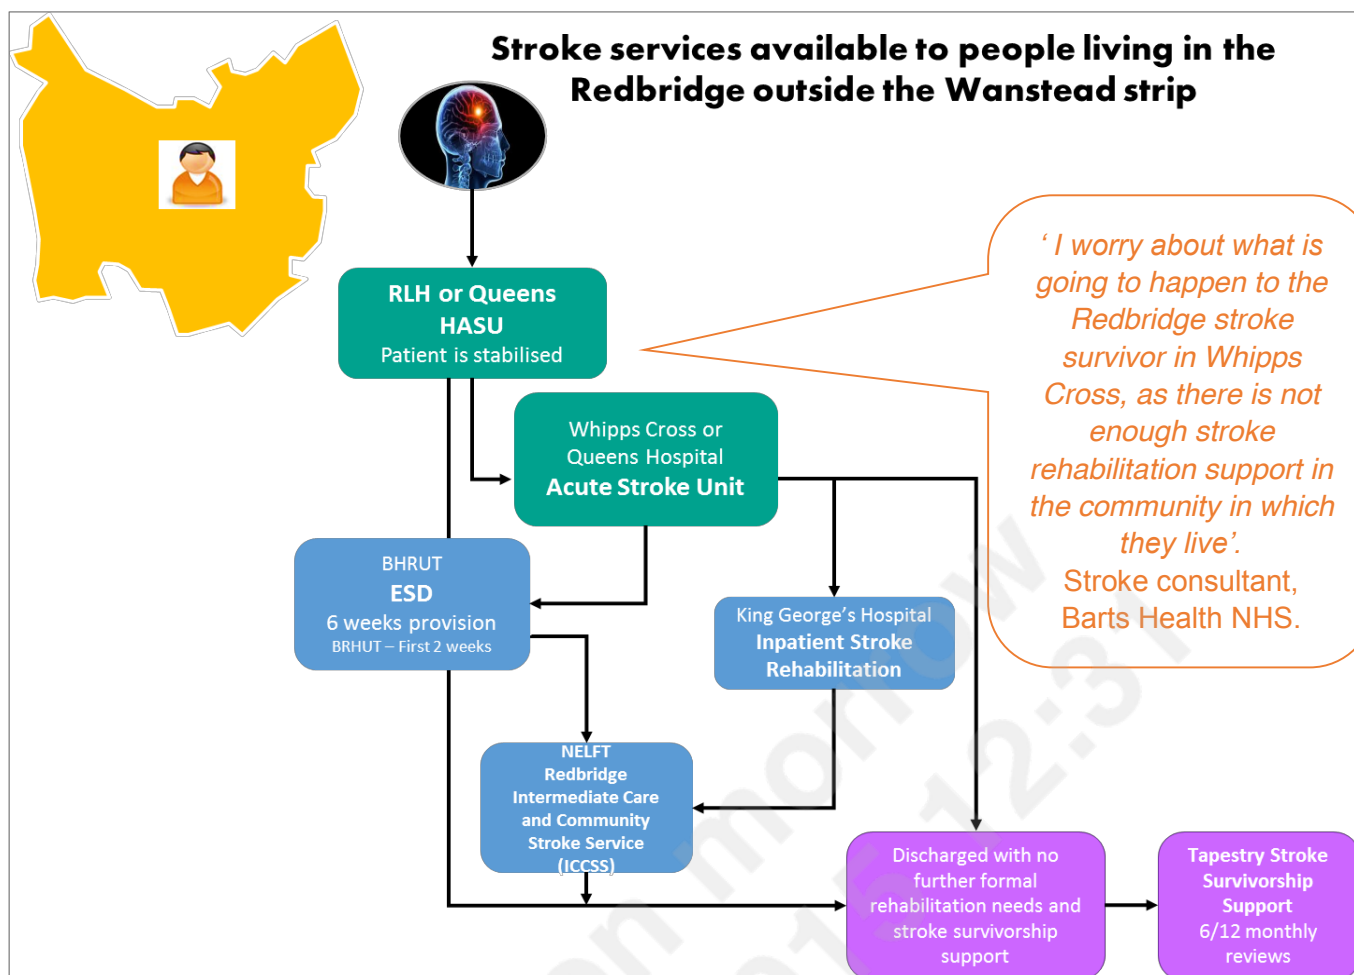 Stroke services available to people living in the
Redbridge outside the Wanstead strip
RLH or Queens
HASU
Patient is stabilised
Whipps Cross or
Queens Hospital
Acute Stroke Unit
‘ I worry about what is
going to happen to the
Redbridge stroke
survivor in Whipps
Cross, as there is not
enough stroke
rehabilitation support in
the community in which
they live’.
Stroke consultant,
Barts Health NHS.
BHRUT
ESD
6 weeks provision
BRHUT – First 2 weeks
King George’s Hospital
Inpatient Stroke
Rehabilitation
NELFT
Redbridge
Intermediate Care
and Community
Stroke Service
(ICCSS)
Discharged with no
further formal
rehabilitation needs and
stroke survivorship
support
Tapestry Stroke
Survivorship
Support
6/12 monthly
reviews
on morrow
015 12:31